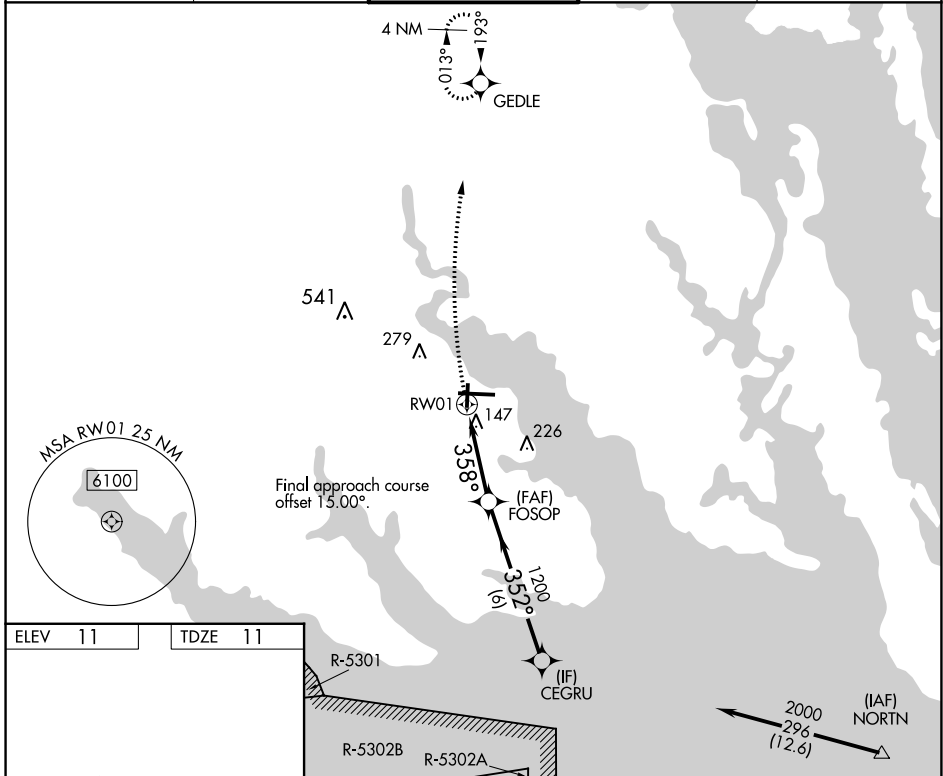 4 NM
193°
013°
GEDLE
541
279
RW01
147
226
MSA RW01 25 NM
6100
Final approach course
offset 15.00°.
358°
(FAF)
FOSOP
1200
352°
(6)
ELEV 11
TDZE 11
R-5301
(IF)
CEGRU
2000
296
(12.6)
(IAF)
NORTN
R-5302B
R-5302A